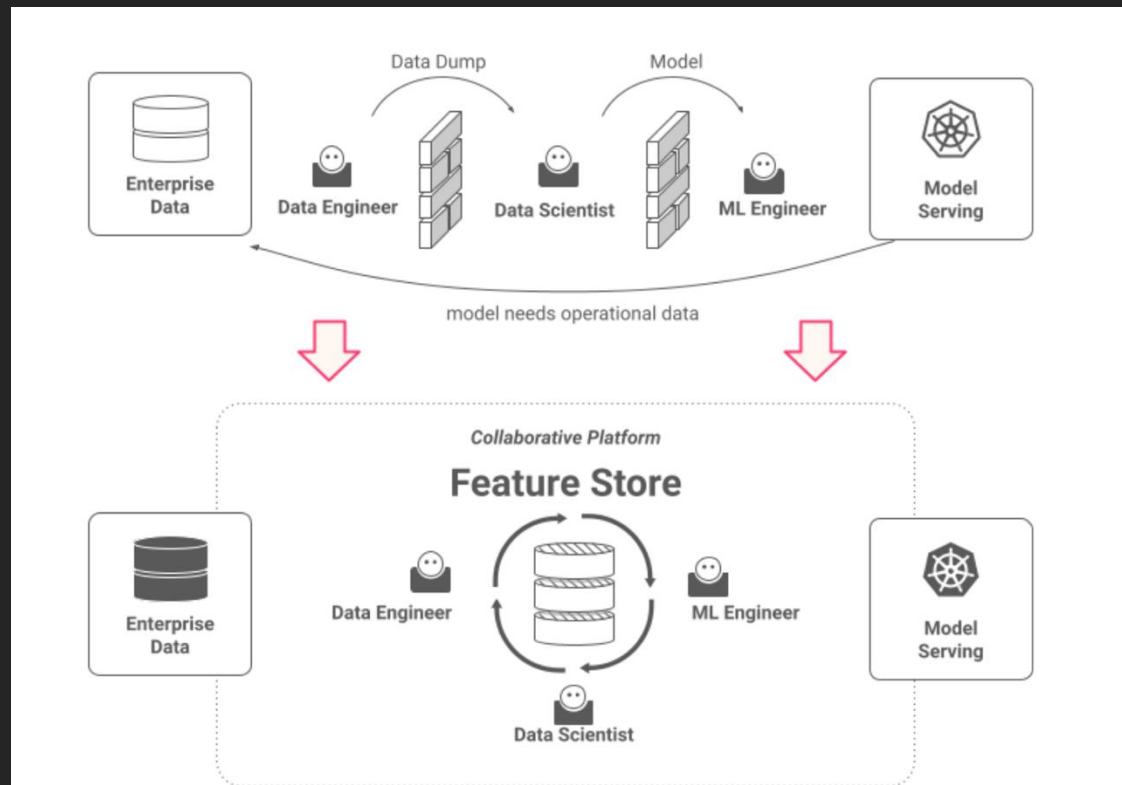 Data Dump
Model
Enterprise
Data
Data Engineer
Data Scientist
ML Engineer
Model
Serving
model needs operational data
Collaborative Platform
Feature Store
Enterprise
Data
Data Engineer
ML Engineer
Data Scientist
Model
Serving